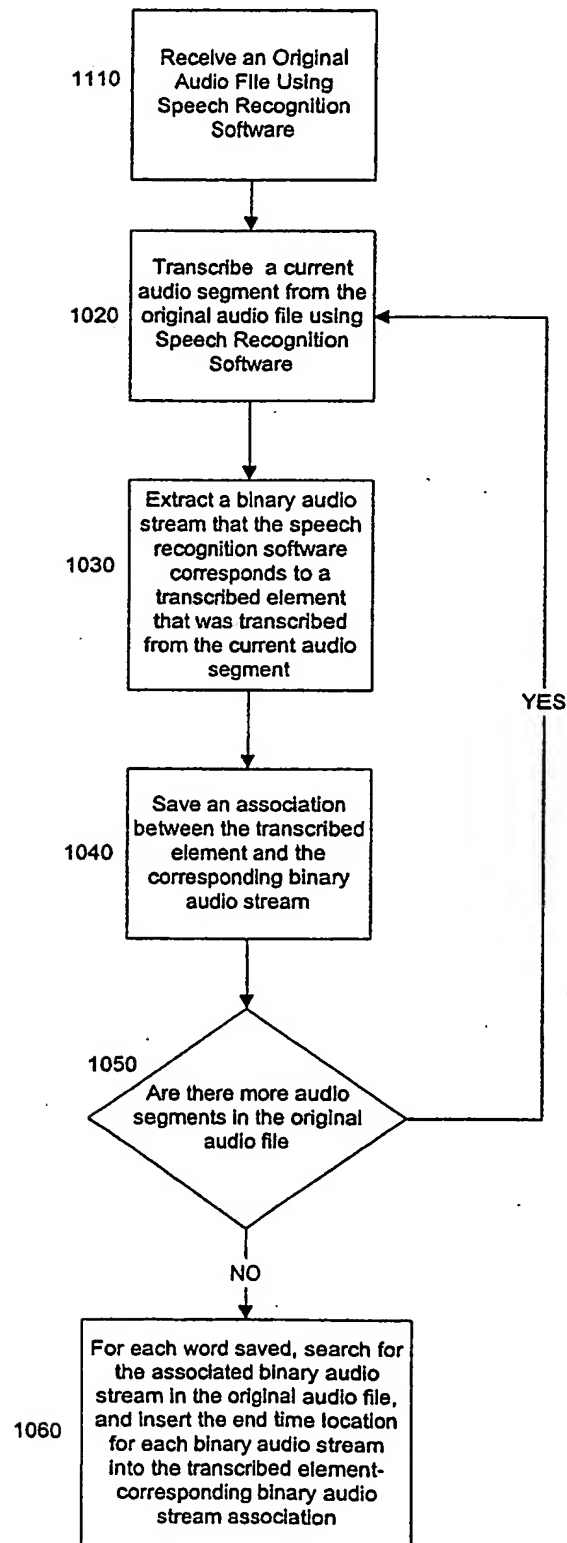 Receive an Original
1110
Audio File Using
Speech Recognition
Software
Transcribe a current
audio segment from the
1020
original audio file using
Speech Recognition
Software
Extract a binary audio
stream that the speech
recognition software
1030
corresponds to a
transcribed element
that was transcribed
from the current audio
segment
YES
Save an association
between the transcribed
1040
element and the
corresponding binary
audio stream
1050
Are there more audio
segments in the original
audio file
NO
For each word saved, search for
the associated binary audio
stream in the original audio file,
and insert the end time location
1060
for each binary audio stream
into the transcribed element-
corresponding binary audio
stream association